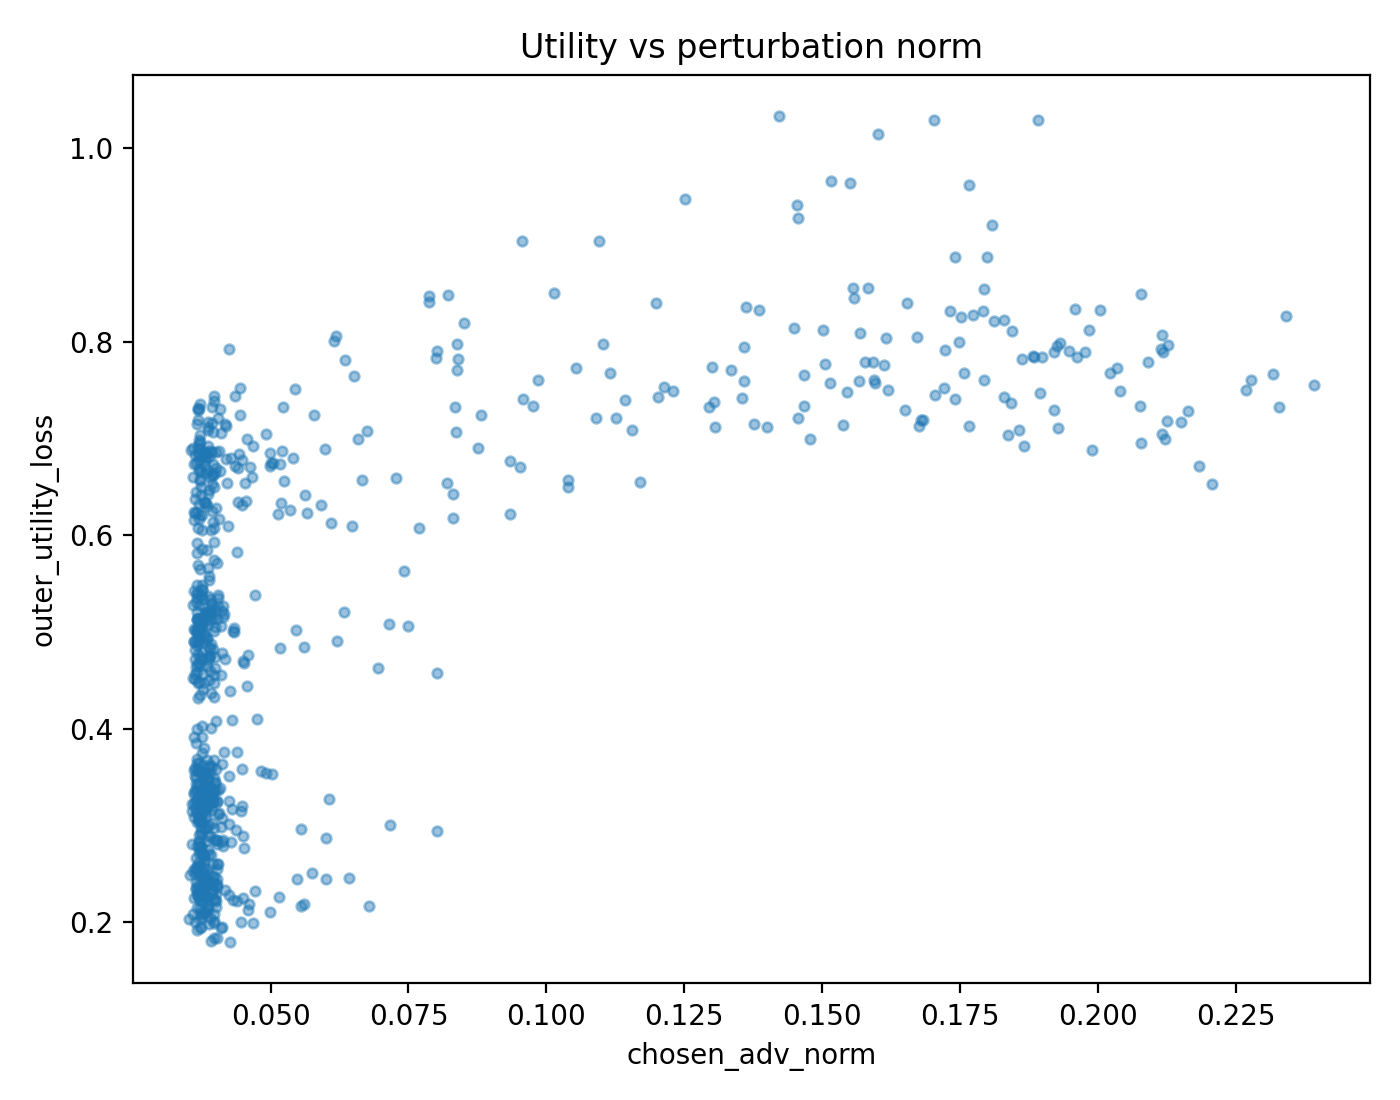 Utility vs perturbation norm
outer_utility_loss
1.0
0.8
0.6
0.4
0.2
0.050 0.075 0.100 0.125 0.150 0.175 0.200 0.225
chosen_adv_norm